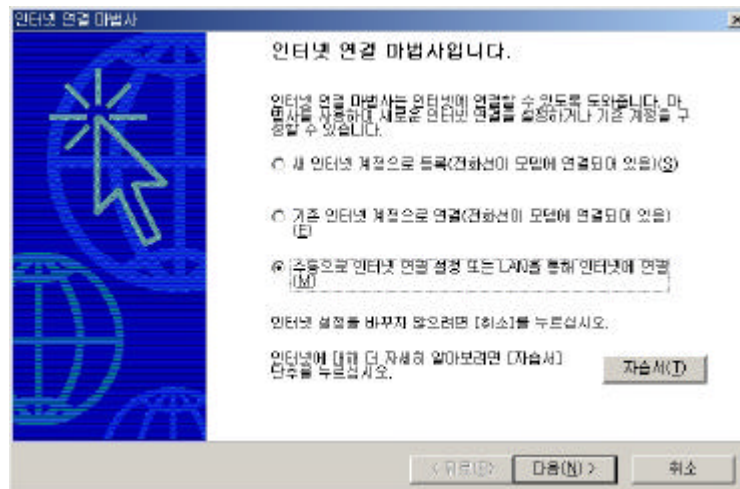 인터넷 연결 마법사
인터넷 연결 마법사입니다.
인터넷 연결 마법사는 인터넷에 연결할 수 있도록 도와줍니다. 마
법사를 사용하여 새로운 인터넷 연결을 설정하거나 기존 계정을 구
성할 수 있습니다.
새 인터넷 계정으로 등록(전화선이 모뎀에 연결되어 있음)(S)
기존 인터넷 계정으로 연결(전화선이 모뎀에 연결되어 있음)
(E)
수동으로 인터넷 연결 설정 또는 LAN을 통해 인터넷에 연결
(M)
인터넷 설정을 바꾸지 않으려면 [취소]를 누르십시오.
인터넷에 대해 더 자세히 알아보려면 [자습서]
단추를 누르십시오.
자습서(T)
< 뒤로(B) 다음(N) > 취소